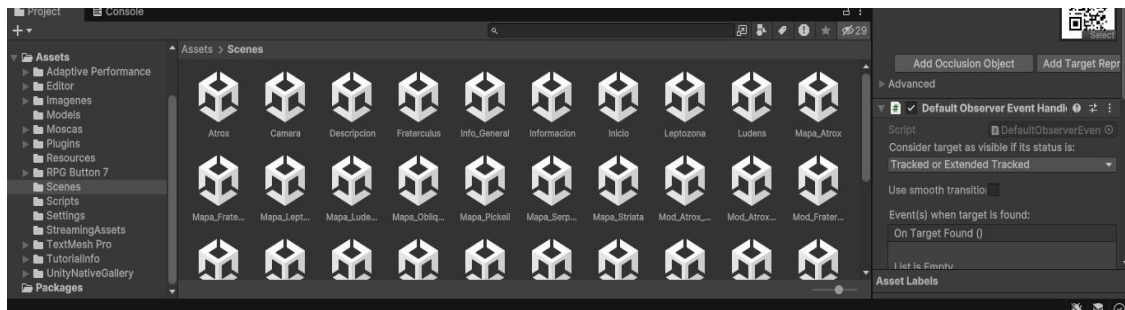 Project
Console
29
Assets > Scenes
Assets
Adaptive Performance
Editor
Imagenes
Models
Moscas
Plugins
Resources
RPG Button 7
Scenes
Scripts
Settings
StreamingAssets
TextMesh Pro
TutorialInfo
UnityNativeGallery
Packages
Atrox Camara Descripcion Fraterculus Info_General Informacion Inicio Leptozona Ludens Mapa_Atrox
Mapa_Frate... Mapa_Lept... Mapa_Lude... Mapa_Obliq... Mapa_Pickeli Mapa_Serp... Mapa_Striata Mod_Atrox_... Mod_Atrox... Mod_Frater...
Select
Add Occlusion Object Add Target Repr
Advanced
# Default Observer Event Handle
Script DefaultObserverEven
Consider target as visible if its status is:
Tracked or Extended Tracked
Use smooth transitio
Event(s) when target is found:
On Target Found ()
List is Empty
Asset Labels